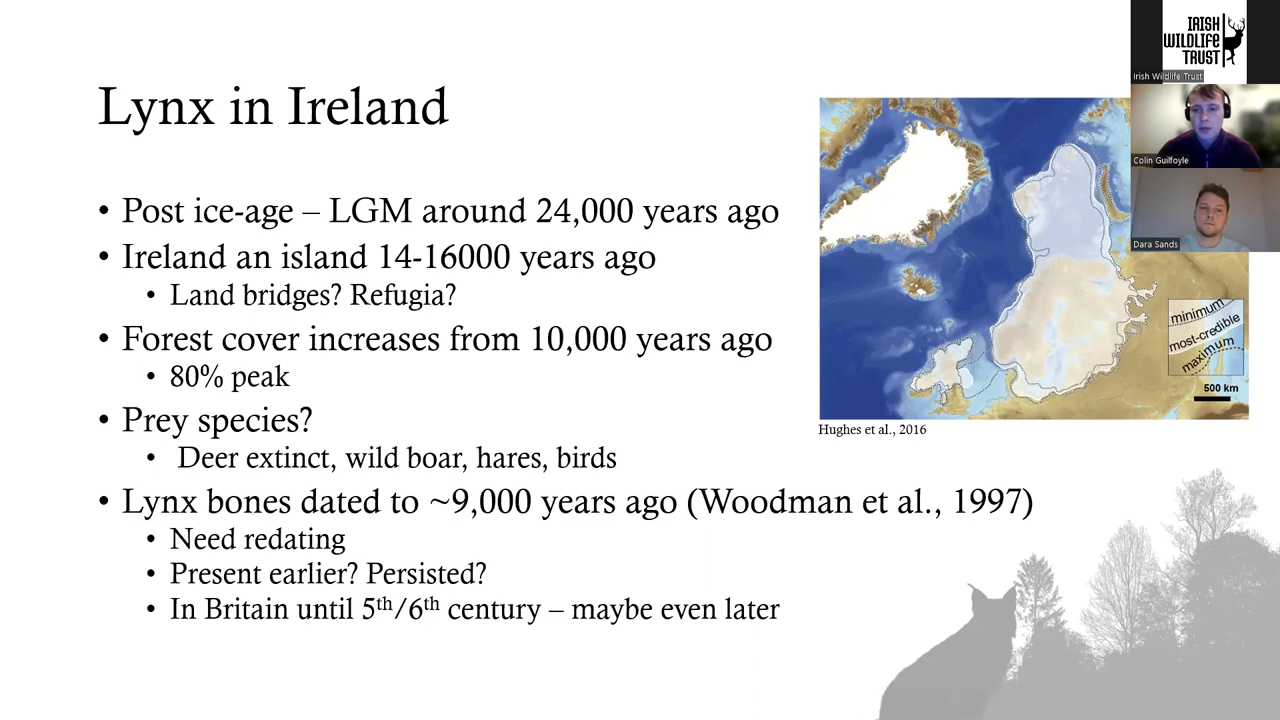 Lynx in Ireland
• Post ice-age – LGM around 24,000 years ago
• Ireland an island 14-16000 years ago
• Land bridges? Refugia?
• Forest cover increases from 10,000 years ago
• 80% peak
• Prey species?
• Deer extinct, wild boar, hares, birds
• Lynx bones dated to ~9,000 years ago (Woodman et al., 1997)
• Need redating
• Present earlier? Persisted?
• In Britain until 5th/6th century – maybe even later
minimum
most-credible
maximum
500 km
Hughes et al., 2016
IRISH
WILDLIFE
TRUST
Irish Wildlife Trust
Colin Guilfoyle
Dara Sands